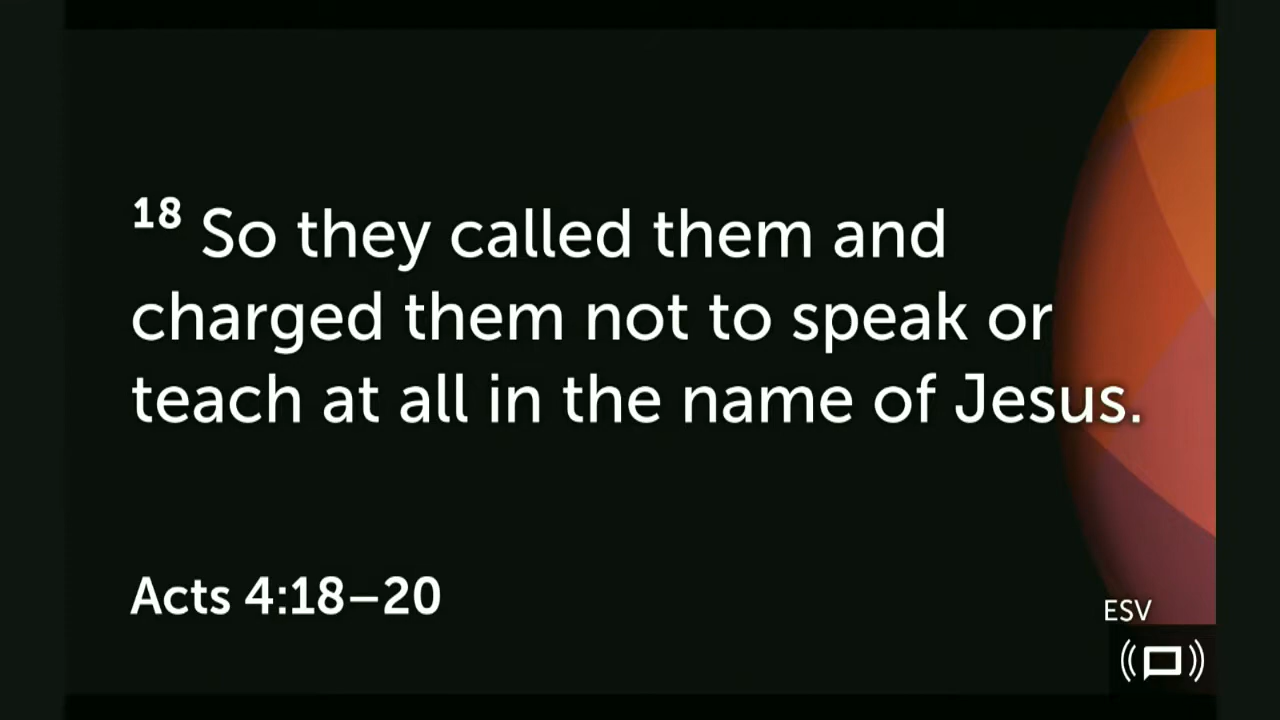 18 So they called them and
charged them not to speak or
teach at all in the name of Jesus.
Acts 4:18–20
ESV